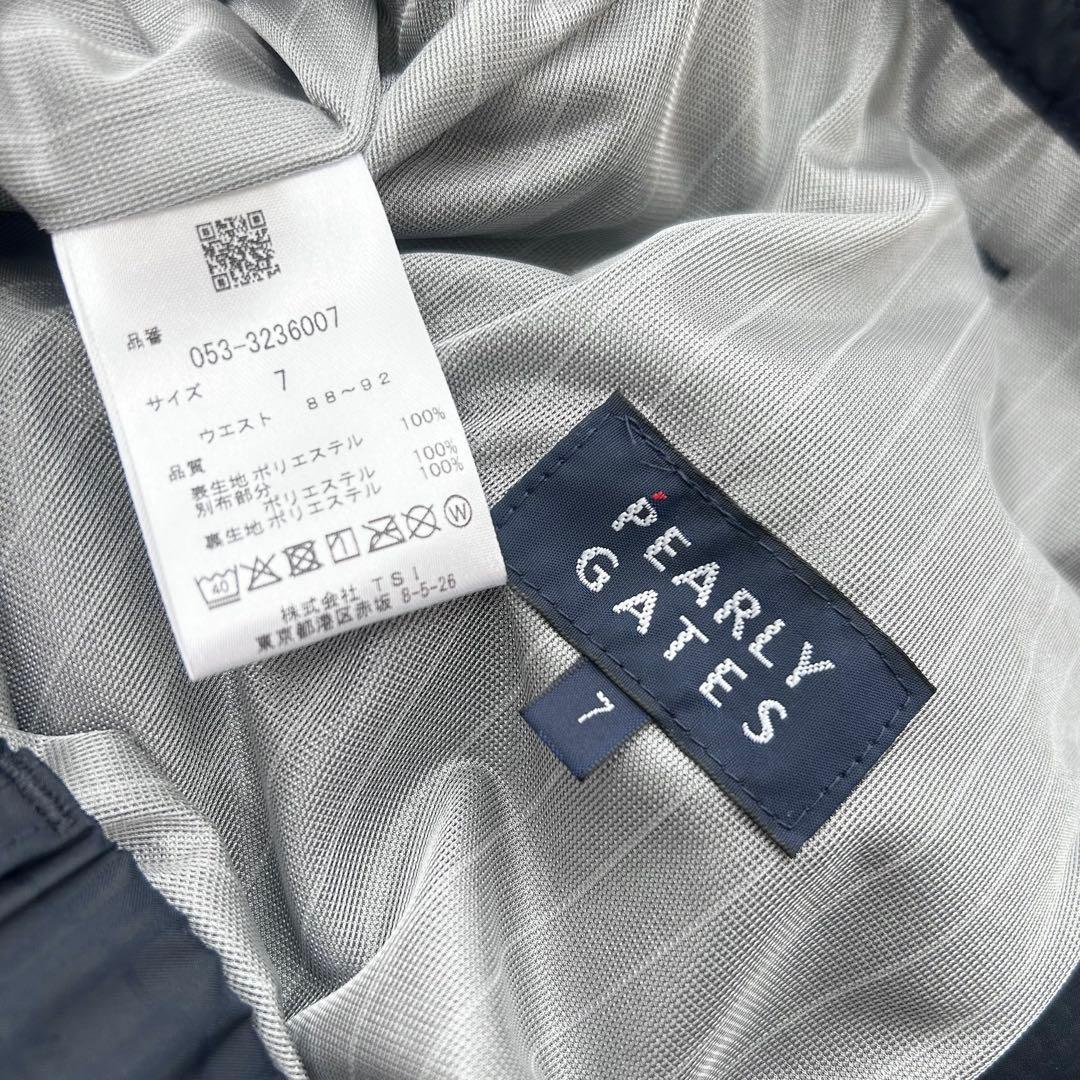 品番
053-3236007
サイズ 7
ウエスト 88〜92
品質
表生地 ポリエステル 100%
別布部分 ポリエステル 100%
裏生地 ポリエステル 100%
40
W
株式会社 TSI
東京都港区赤坂 8-5-26
PEARLY
GATES
7